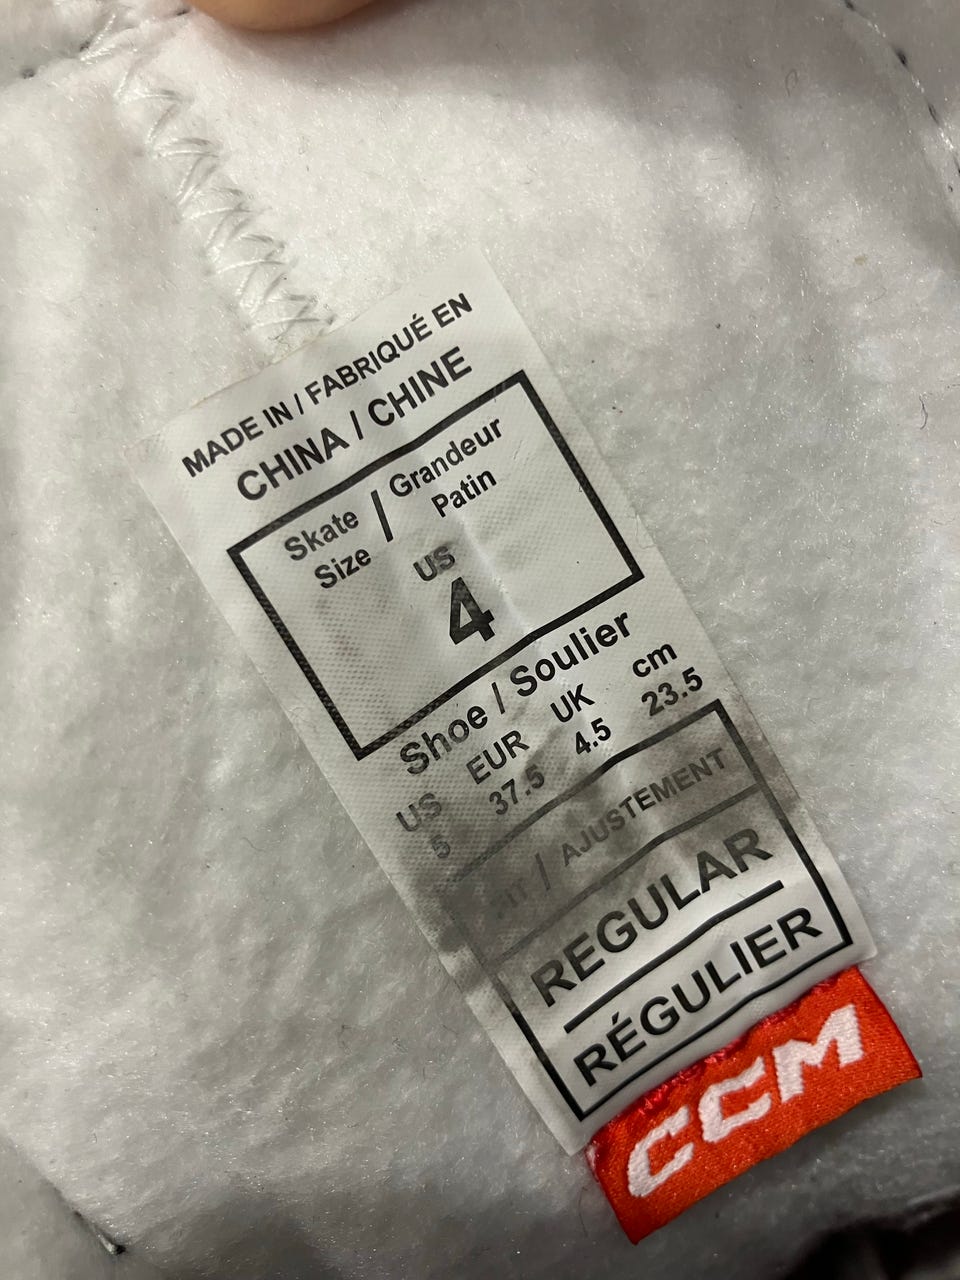 MADE IN / FABRIQUÉ EN
CHINA / CHINE
Skate / Grandeur
Size Patin
US
4
Shoe / Soulier
US EUR UK cm
5 37.5 4.5 23.5
FIT / AJUSTEMENT
REGULAR
RÉGULIER
CCM